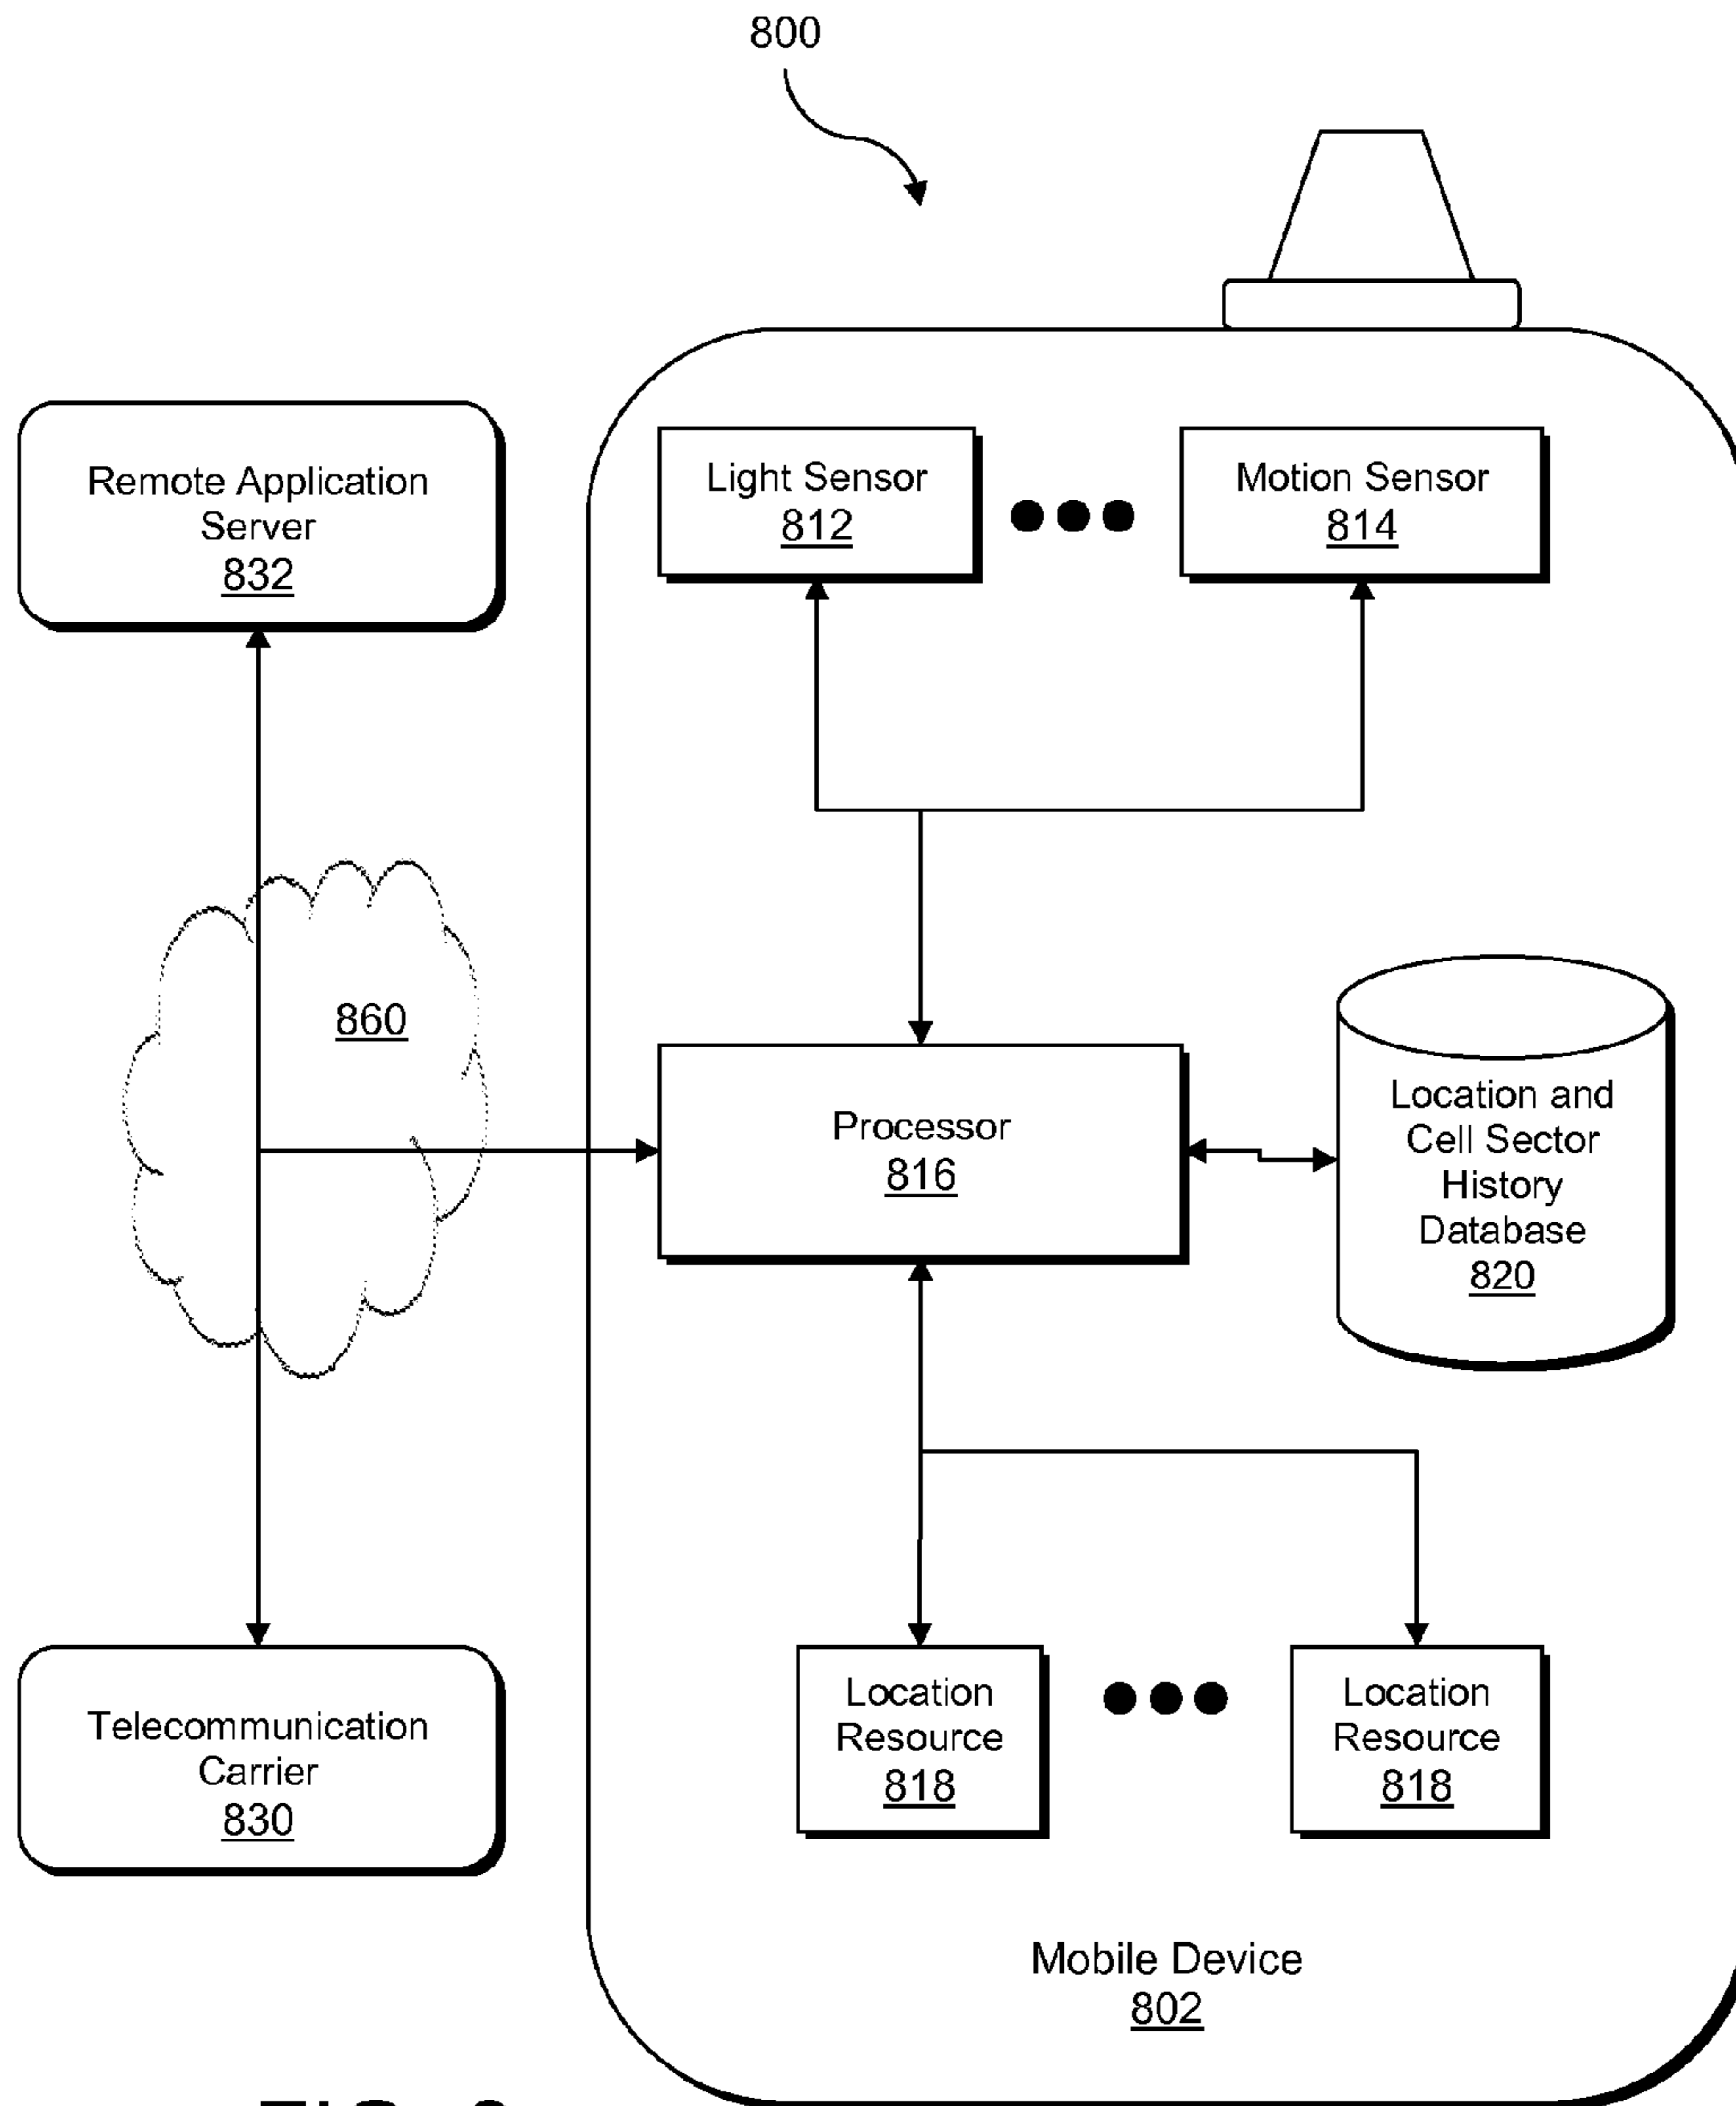 800
Remote Application
Server
832
Light Sensor
812
Motion Sensor
814
860
Processor
816
Location and
Cell Sector
History
Database
820
Telecommunication
Carrier
830
Location
Resource
818
Location
Resource
818
Mobile Device
802